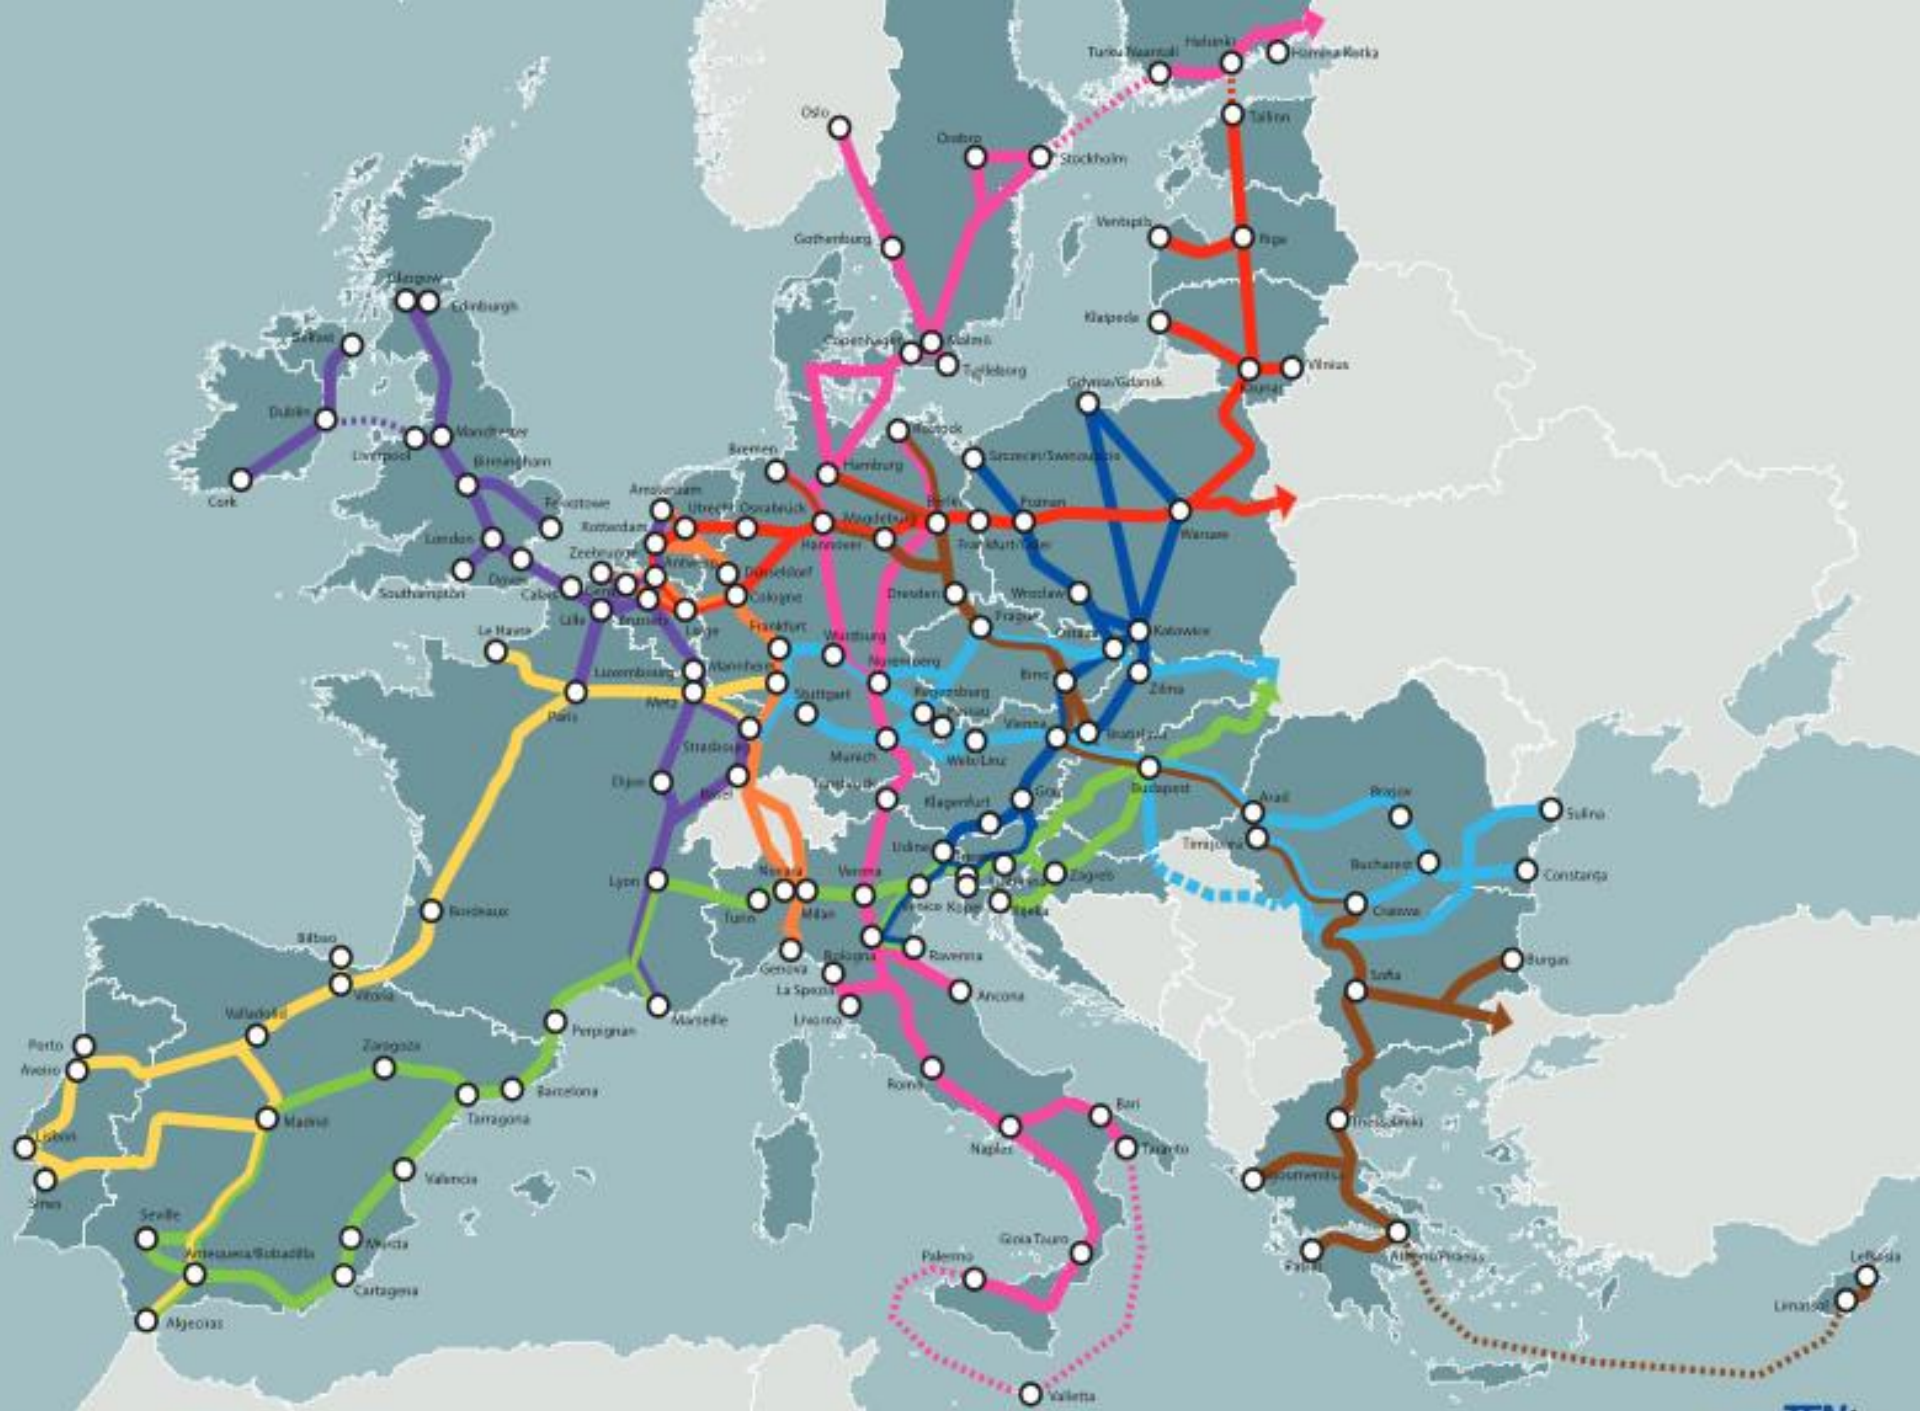 Helsinki
Turku Naantali
Hamina Kotka
Oslo
Tallinn
Orebro
Stockholm
Ventspils
Riga
Gothenburg
Glasgow
Edinburgh
Klaipeda
Belfast
Copenhagen
Malmö
Vilnius
Trelleborg
Kaunas
Gdynia/Gdansk
Dublin
Manchester
Rostock
Liverpool
Bremen
Szczecin/Swinoujscie
Birmingham
Hamburg
Cork
Amsterdam
Felixstowe
Utrecht
Osnabrück
Berlin
Poznan
Rotterdam
Magdeburg
London
Hannover
Frankfurt/Oder
Warsaw
Zeebrugge
Antwerp
Düsseldorf
Dover
Southampton
Calais
Cologne
Dresden
Wroclaw
Lille
Brussels
Prague
Le Havre
Liege
Frankfurt
Würzburg
Ostrava
Katowice
Luxembourg
Mannheim
Nuremberg
Brno
Zilina
Metz
Stuttgart
Regensburg
Paris
Passau
Vienna
Bratislava
Strasbourg
Munich
Wels/Linz
Dijon
Basel
Innsbruck
Budapest
Klagenfurt
Graz
Arad
Brasov
Sulina
Timișoara
Udine
Bucharest
Lyon
Novara
Verona
Ljubljana
Zagreb
Constanța
Turin
Milan
Venice
Koper
Rijeka
Craiova
Bordeaux
Bilbao
Bologna
Ravenna
Burgas
Genova
Vitoria
La Spezia
Ancona
Sofia
Valladolid
Livorno
Marseille
Perpignan
Porto
Zaragoza
Aveiro
Roma
Barcelona
Bari
Madrid
Tarragona
Thessaloniki
Lisbon
Naples
Taranto
Valencia
Igoumenitsa
Sines
Seville
Murcia
Gioia Tauro
Antequera/Bobadilla
Palermo
Athens/Piraeus
Patras
Lefkosia
Cartagena
Limassol
Algeciras
Valletta